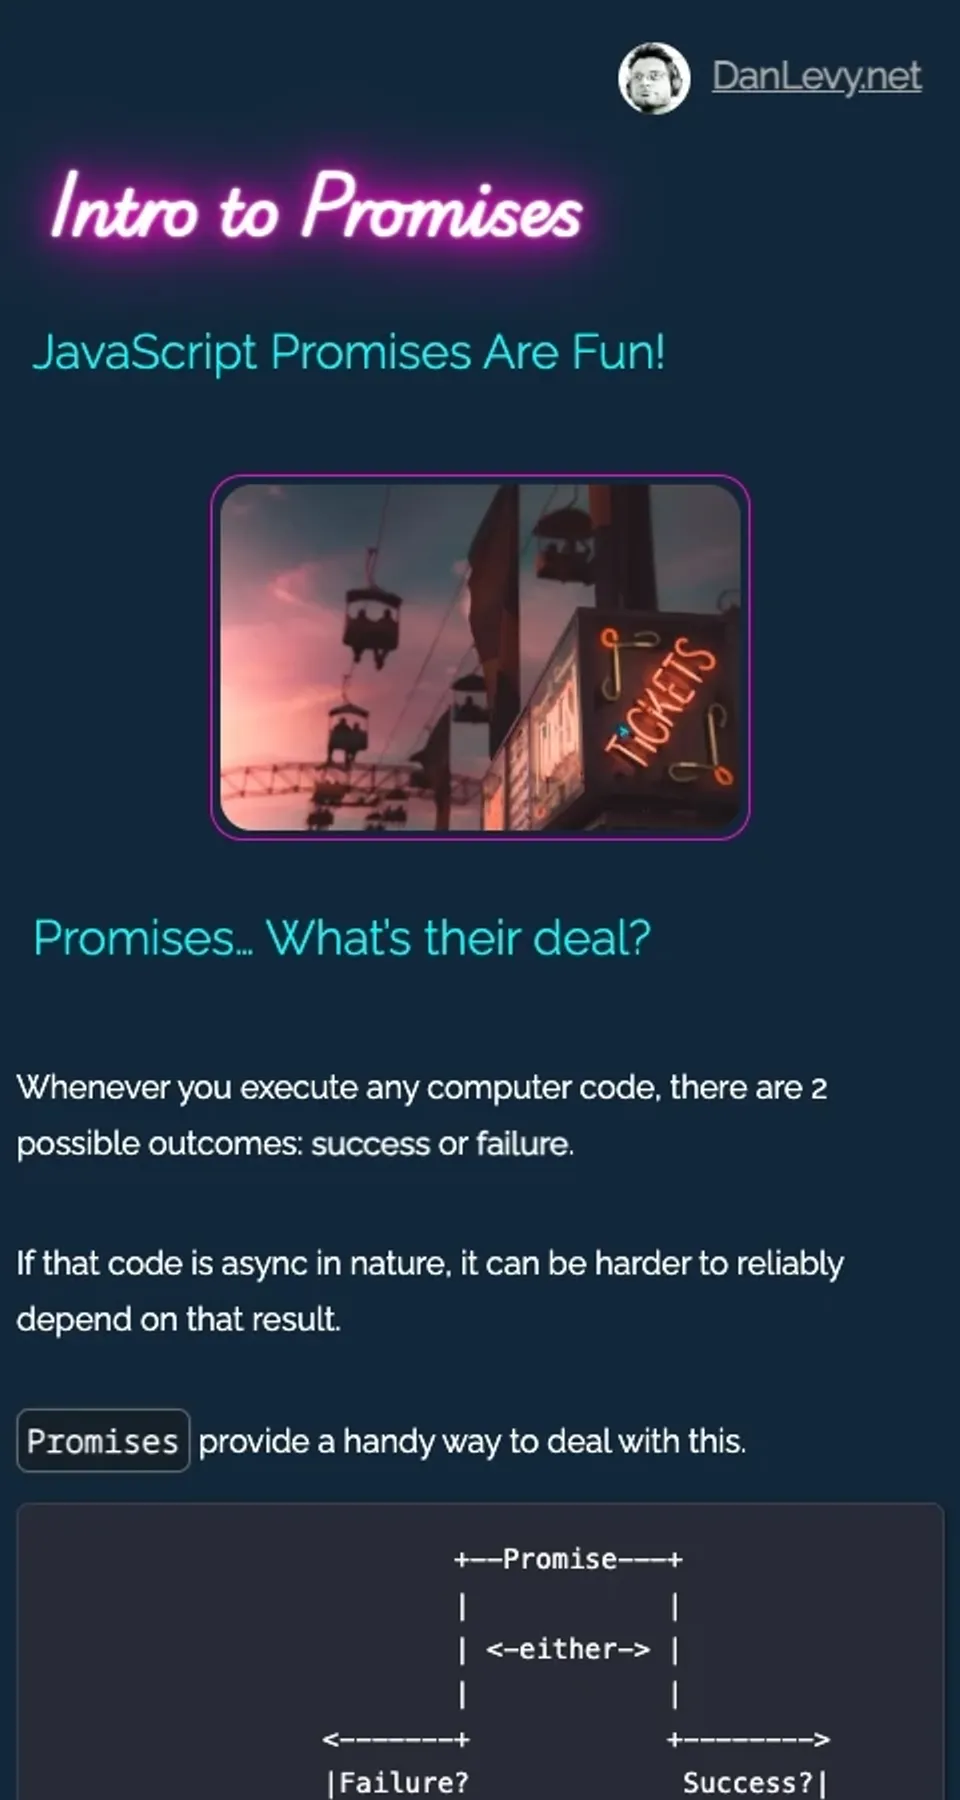 DanLevy.net
Intro to Promises
JavaScript Promises Are Fun!
TICKETS
Promises… What's their deal?
Whenever you execute any computer code, there are 2
possible outcomes: success or failure.
If that code is async in nature, it can be harder to reliably
depend on that result.
Promises provide a handy way to deal with this.
+--Promise---+
|            |
| <-either-> |
|            |
<-------+            +-------->
|Failure?             Success?|